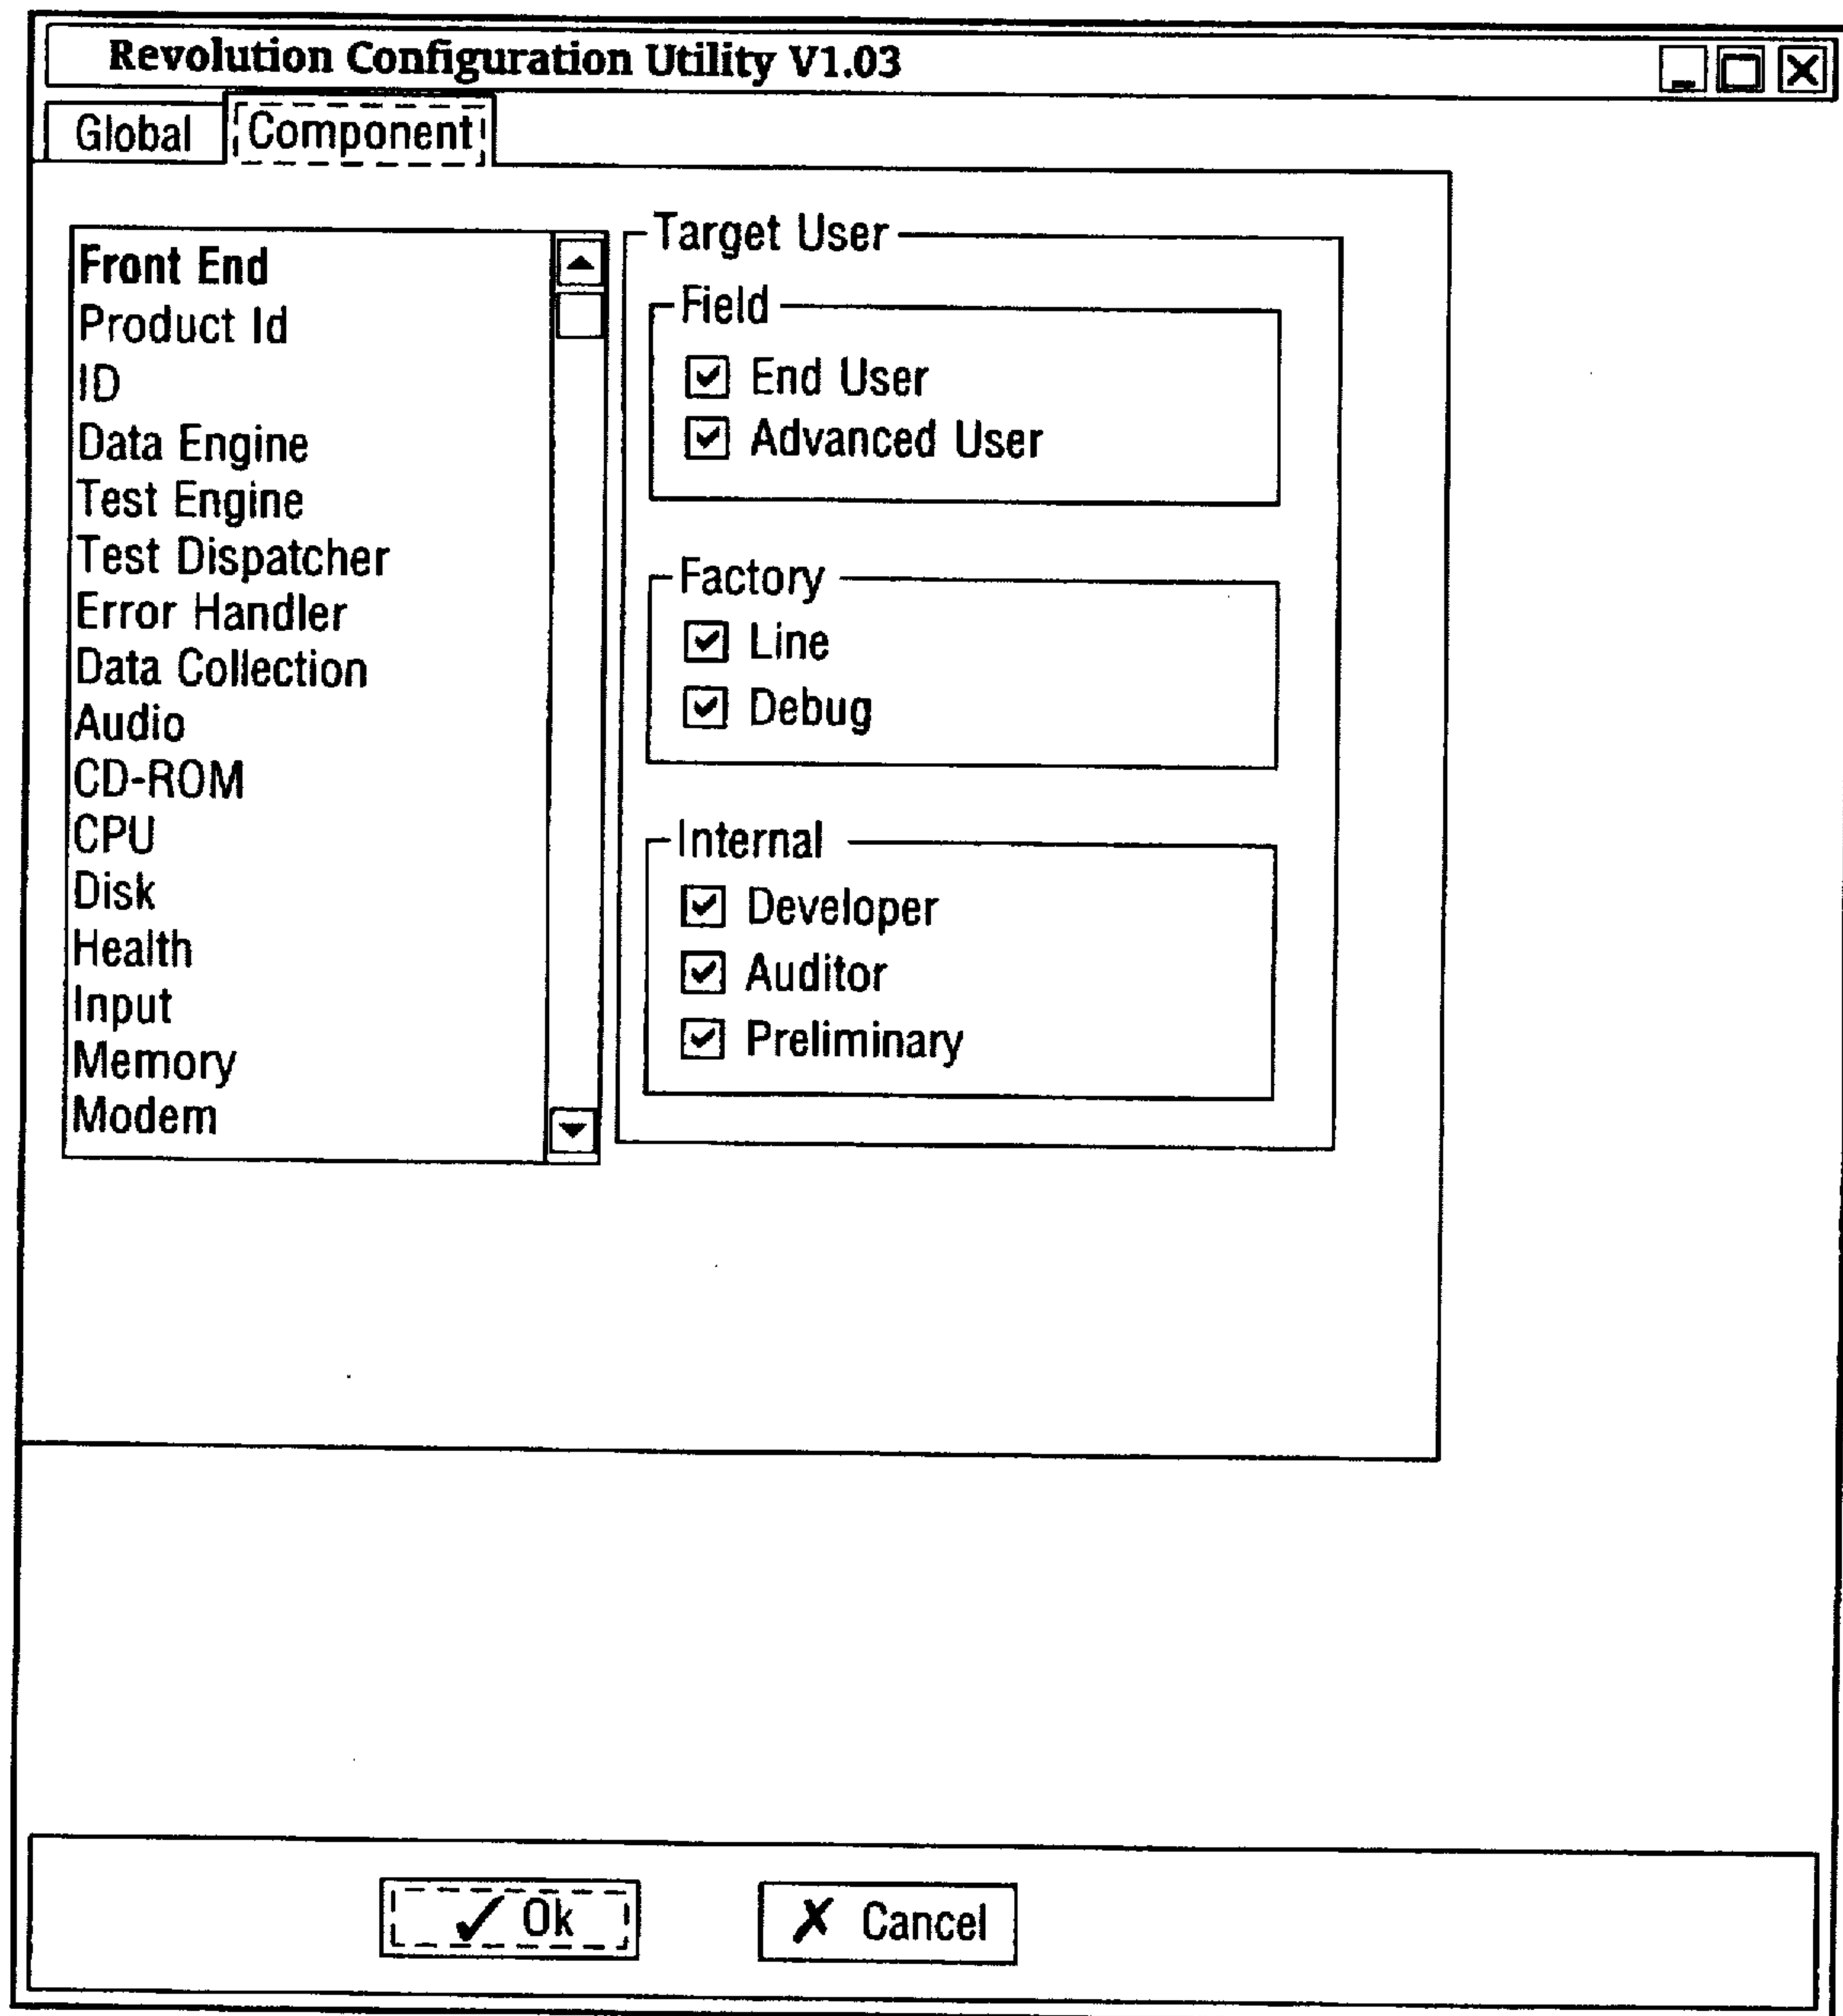 Revolution Configuration Utility V1.03
Global
Component
Front End
Product Id
ID
Data Engine
Test Engine
Test Dispatcher
Error Handler
Data Collection
Audio
CD-ROM
CPU
Disk
Health
Input
Memory
Modem
Target User
Field
End User
Advanced User
Factory
Line
Debug
Internal
Developer
Auditor
Preliminary
Ok
Cancel